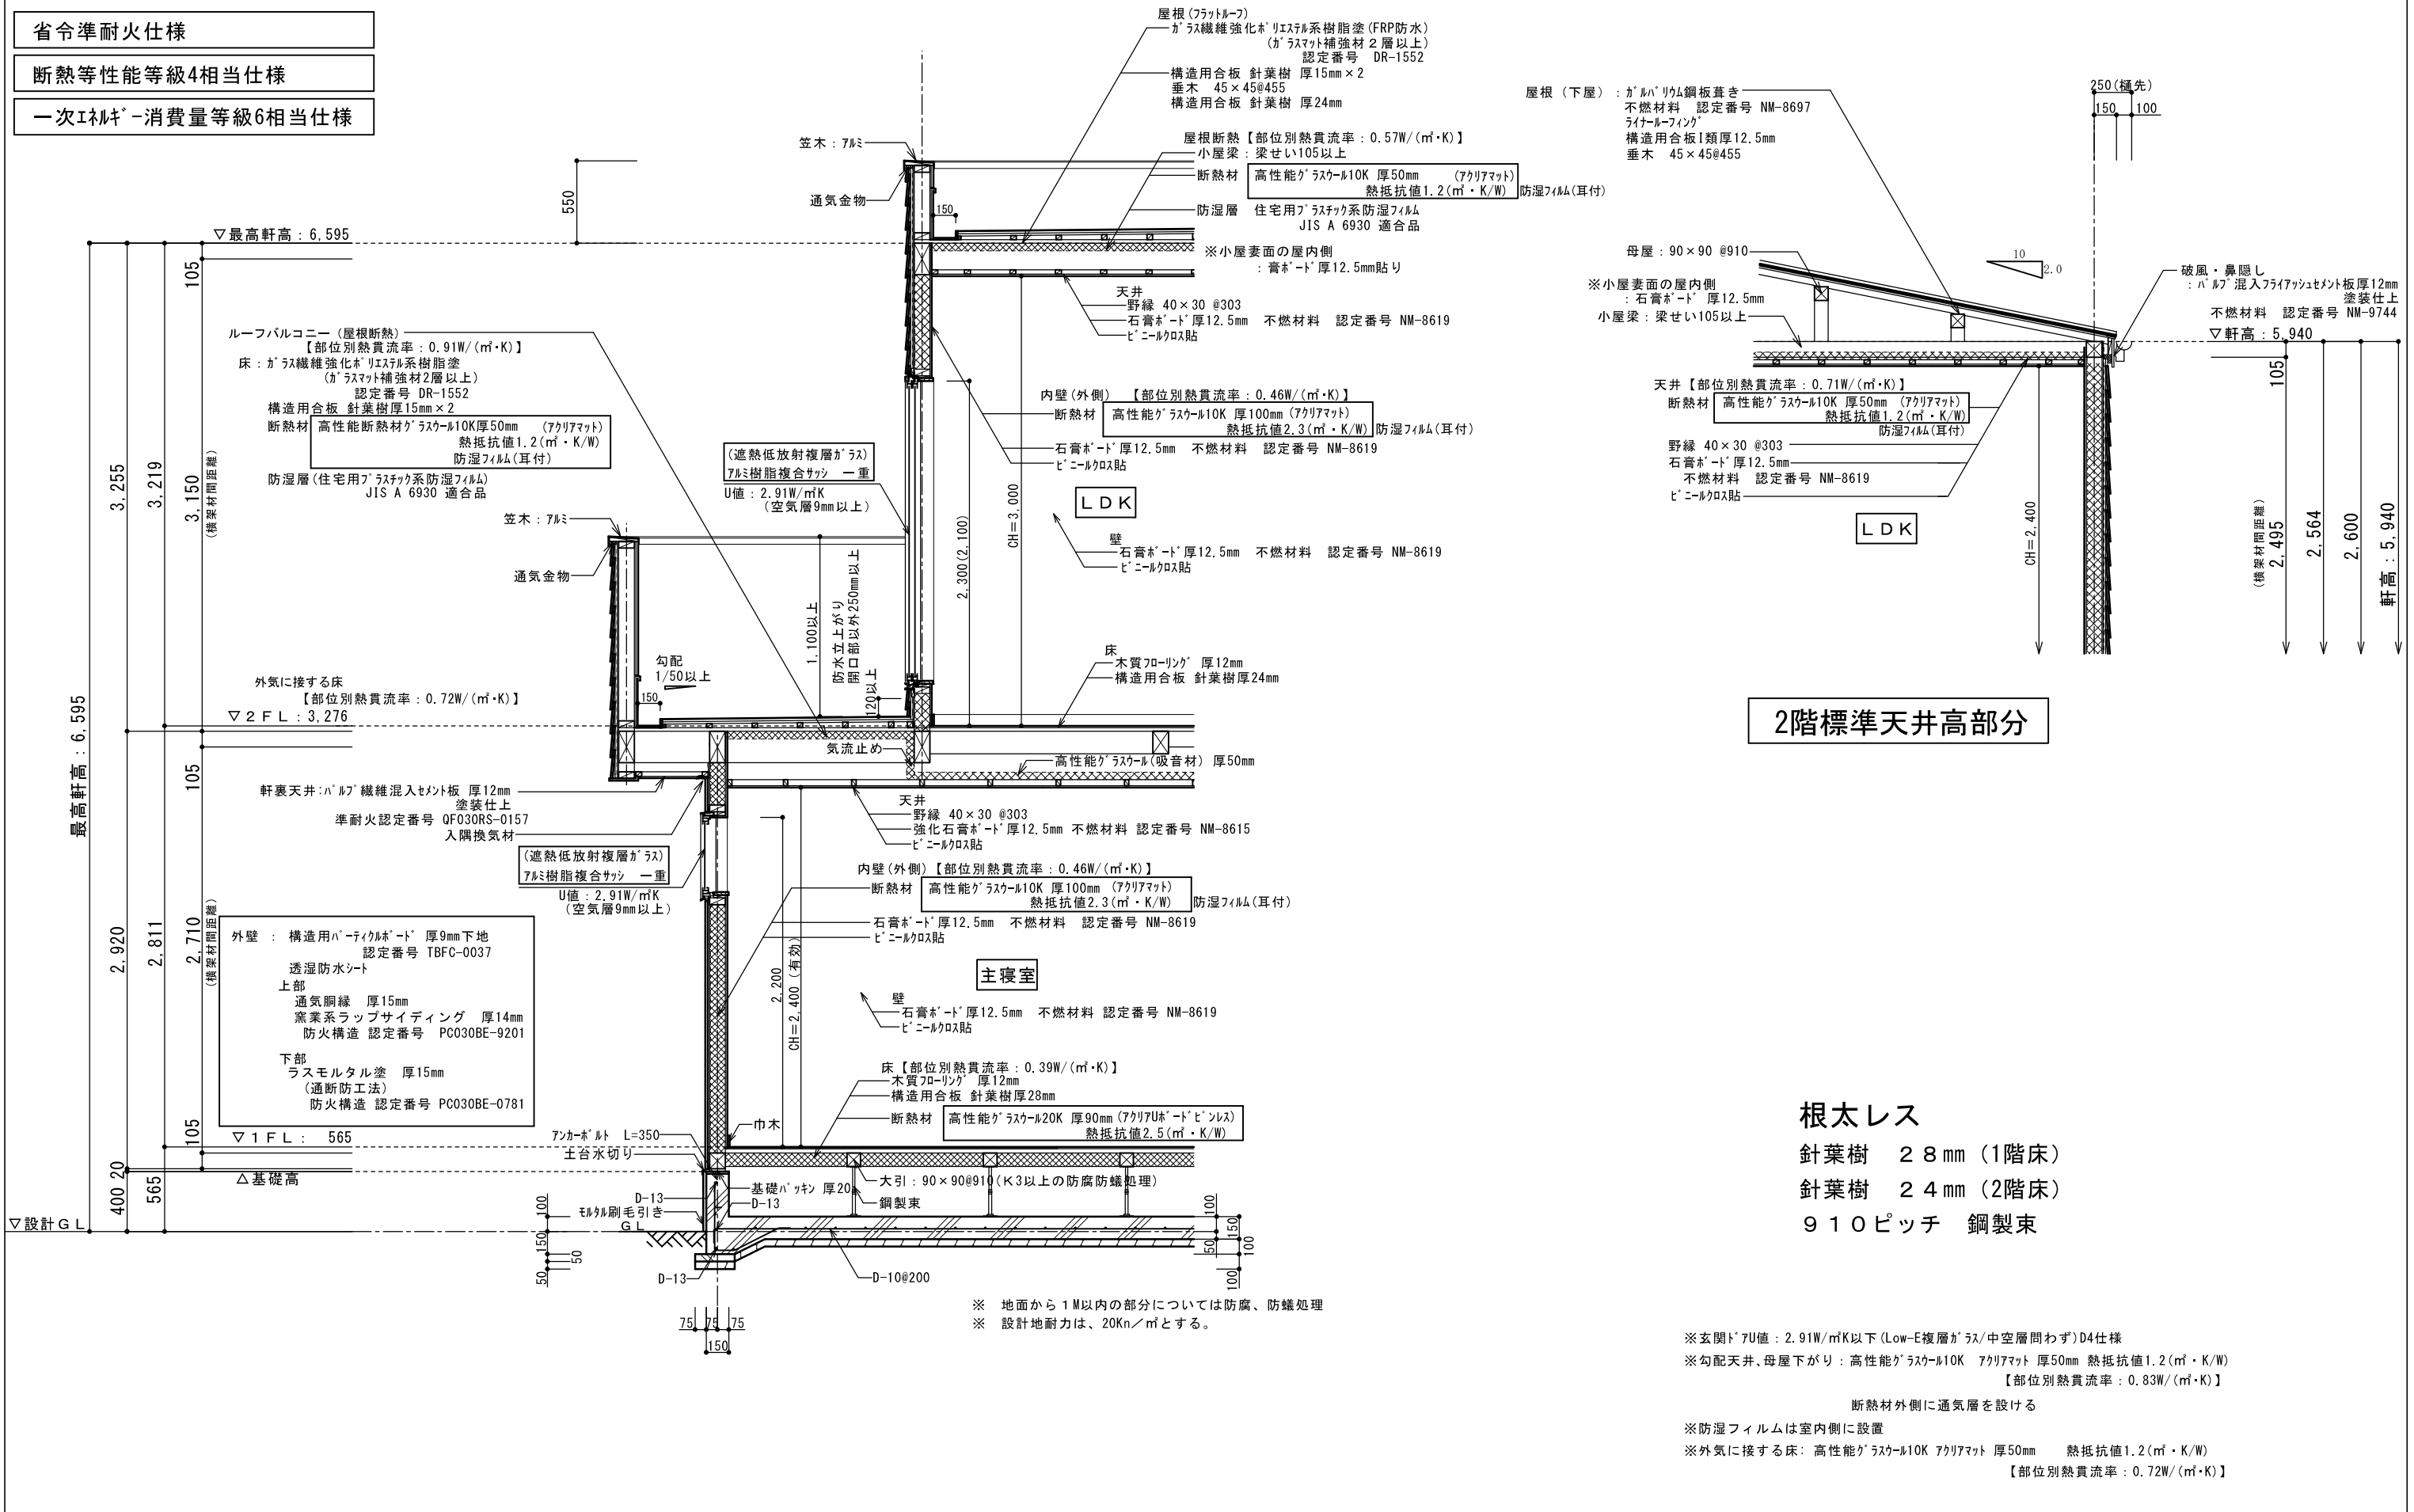 省令準耐火仕様
断熱等性能等級4相当仕様
一次ｴﾈﾙｷﾞｰ消費量等級6相当仕様
屋根(ﾌﾗｯﾄﾙｰﾌ)
ｶﾞﾗｽ繊維強化ﾎﾟﾘｴｽﾃﾙ系樹脂塗(FRP防水)
(ｶﾞﾗｽﾏｯﾄ補強材２層以上)
認定番号 DR-1552
構造用合板 針葉樹 厚15mm×2
垂木 45×45@455
構造用合板 針葉樹 厚24mm
笠木：ｱﾙﾐ
通気金物
屋根断熱【部位別熱貫流率：0.57W/(㎡･K)】
小屋梁：梁せい105以上
断熱材 高性能ｸﾞﾗｽｳｰﾙ10K 厚50mm (ｱｸﾘｱﾏｯﾄ)
熱抵抗値1.2(㎡・K/W) 防湿ﾌｨﾙﾑ(耳付)
防湿層 住宅用ﾌﾟﾗｽﾁｯｸ系防湿ﾌｨﾙﾑ
JIS A 6930 適合品
550
150
▽最高軒高：6,595
※小屋妻面の屋内側
：膏ﾎﾞｰﾄﾞ厚12.5mm貼り
天井
野縁 40×30 @303
石膏ﾎﾞｰﾄﾞ厚12.5mm 不燃材料 認定番号 NM-8619
ﾋﾞﾆｰﾙｸﾛｽ貼
105
ルーフバルコニー（屋根断熱）
【部位別熱貫流率：0.91W/(㎡･K)】
床：ｶﾞﾗｽ繊維強化ﾎﾟﾘｴｽﾃﾙ系樹脂塗
(ｶﾞﾗｽﾏｯﾄ補強材2層以上)
認定番号 DR-1552
構造用合板 針葉樹厚15mm×2
断熱材 高性能断熱材ｸﾞﾗｽｳｰﾙ10K厚50mm (ｱｸﾘｱﾏｯﾄ)
熱抵抗値1.2(㎡・K/W)
防湿ﾌｨﾙﾑ(耳付)
防湿層(住宅用ﾌﾟﾗｽﾁｯｸ系防湿ﾌｨﾙﾑ)
JIS A 6930 適合品
3,255
3,219
3,150
(横架材間距離)
笠木：ｱﾙﾐ
通気金物
(遮熱低放射複層ｶﾞﾗｽ)
ｱﾙﾐ樹脂複合ｻｯｼ 一重
U値：2.91W/㎡K
(空気層9mm以上)
内壁(外側) 【部位別熱貫流率：0.46W/(㎡･K)】
断熱材 高性能ｸﾞﾗｽｳｰﾙ10K 厚100mm (ｱｸﾘｱﾏｯﾄ)
熱抵抗値2.3(㎡・K/W) 防湿ﾌｨﾙﾑ(耳付)
石膏ﾎﾞｰﾄﾞ厚12.5mm 不燃材料 認定番号 NM-8619
ﾋﾞﾆｰﾙｸﾛｽ貼
ＬＤＫ
壁
石膏ﾎﾞｰﾄﾞ厚12.5mm 不燃材料 認定番号 NM-8619
ﾋﾞﾆｰﾙｸﾛｽ貼
2,300(2,100)
CH＝3,000
1,100以上
防水立上がり
開口部以外250mm以上
120以上
勾配
1/50以上
150
床
木質ﾌﾛｰﾘﾝｸﾞ 厚12mm
構造用合板 針葉樹厚24mm
外気に接する床
【部位別熱貫流率：0.72W/(㎡･K)】
▽２ＦＬ：3,276
最高軒高：6,595
105
気流止め
高性能ｸﾞﾗｽｳｰﾙ(吸音材) 厚50mm
軒裏天井:ﾊﾟﾙﾌﾟ繊維混入ｾﾒﾝﾄ板 厚12mm
塗装仕上
準耐火認定番号 QF030RS-0157
入隅換気材
天井
野縁 40×30 @303
強化石膏ﾎﾞｰﾄﾞ厚12.5mm 不燃材料 認定番号 NM-8615
ﾋﾞﾆｰﾙｸﾛｽ貼
(遮熱低放射複層ｶﾞﾗｽ)
ｱﾙﾐ樹脂複合ｻｯｼ 一重
U値：2.91W/㎡K
(空気層9mm以上)
内壁(外側)【部位別熱貫流率：0.46W/(㎡･K)】
断熱材 高性能ｸﾞﾗｽｳｰﾙ10K 厚100mm (ｱｸﾘｱﾏｯﾄ)
熱抵抗値2.3(㎡・K/W) 防湿ﾌｨﾙﾑ(耳付)
石膏ﾎﾞｰﾄﾞ厚12.5mm 不燃材料 認定番号 NM-8619
ﾋﾞﾆｰﾙｸﾛｽ貼
2,920
2,811
2,710
(横架材間距離)
外壁 ： 構造用ﾊﾟｰﾃｨｸﾙﾎﾞｰﾄﾞ 厚9mm下地
認定番号 TBFC-0037
透湿防水ｼｰﾄ
上部
通気胴縁 厚15mm
窯業系ラップサイディング 厚14mm
防火構造 認定番号 PC030BE-9201
下部
ラスモルタル塗 厚15mm
(通断防工法)
防火構造 認定番号 PC030BE-0781
2,200
CH＝2,400（有効）
主寝室
壁
石膏ﾎﾞｰﾄﾞ厚12.5mm 不燃材料 認定番号 NM-8619
ﾋﾞﾆｰﾙｸﾛｽ貼
床【部位別熱貫流率：0.39W/(㎡･K)】
木質ﾌﾛｰﾘﾝｸﾞ 厚12mm
構造用合板 針葉樹厚28mm
断熱材 高性能ｸﾞﾗｽｳｰﾙ20K 厚90mm (ｱｸﾘｱUﾎﾞｰﾄﾞﾋﾟﾝﾚｽ)
熱抵抗値2.5(㎡・K/W)
巾木
105
▽１ＦＬ： 565
ｱﾝｶｰﾎﾞﾙﾄ L=350
土台水切り
△基礎高
20
400
565
D-13
ﾓﾙﾀﾙ刷毛引き
ＧＬ
基礎ﾊﾟｯｷﾝ 厚20
D-13
大引：90×90@910(Ｋ3以上の防腐防蟻処理)
鋼製束
▽設計ＧＬ
100
150
50
50
D-13
D-10@200
100
50
150
100
100
75
75
75
150
※ 地面から１M以内の部分については防腐、防蟻処理
※ 設計地耐力は、20Kn／㎡とする。
250(樋先)
150
100
屋根（下屋）：ｶﾞﾙﾊﾞﾘｳﾑ鋼板葺き
不燃材料 認定番号 NM-8697
ﾗｲﾅｰﾙｰﾌｨﾝｸﾞ
構造用合板Ⅰ類厚12.5mm
垂木 45×45@455
母屋：90×90 @910
10
2.0
※小屋妻面の屋内側
：石膏ﾎﾞｰﾄﾞ 厚12.5mm
小屋梁：梁せい105以上
破風・鼻隠し
：ﾊﾟﾙﾌﾟ混入ﾌﾗｲｱｯｼｭｾﾒﾝﾄ板厚12mm
塗装仕上
不燃材料 認定番号 NM-9744
▽軒高：5,940
105
天井【部位別熱貫流率：0.71W/(㎡･K)】
断熱材 高性能ｸﾞﾗｽｳｰﾙ10K 厚50mm (ｱｸﾘｱﾏｯﾄ)
熱抵抗値1.2(㎡・K/W)
防湿ﾌｨﾙﾑ(耳付)
野縁 40×30 @303
石膏ﾎﾞｰﾄﾞ厚12.5mm
不燃材料 認定番号 NM-8619
ﾋﾞﾆｰﾙｸﾛｽ貼
ＬＤＫ
CH＝2,400
(横架材間距離)
2,495
2,564
2,600
軒高：5,940
2階標準天井高部分
根太レス
針葉樹 ２８㎜（1階床）
針葉樹 ２４㎜（2階床）
９１０ピッチ 鋼製束
※玄関ﾄﾞｱU値：2.91W/㎡K以下(Low-E複層ｶﾞﾗｽ/中空層問わず)D4仕様
※勾配天井､母屋下がり：高性能ｸﾞﾗｽｳｰﾙ10K ｱｸﾘｱﾏｯﾄ 厚50mm 熱抵抗値1.2(㎡・K/W)
【部位別熱貫流率：0.83W/(㎡･K)】
断熱材外側に通気層を設ける
※防湿フィルムは室内側に設置
※外気に接する床: 高性能ｸﾞﾗｽｳｰﾙ10K ｱｸﾘｱﾏｯﾄ 厚50mm 熱抵抗値1.2(㎡・K/W)
【部位別熱貫流率：0.72W/(㎡･K)】